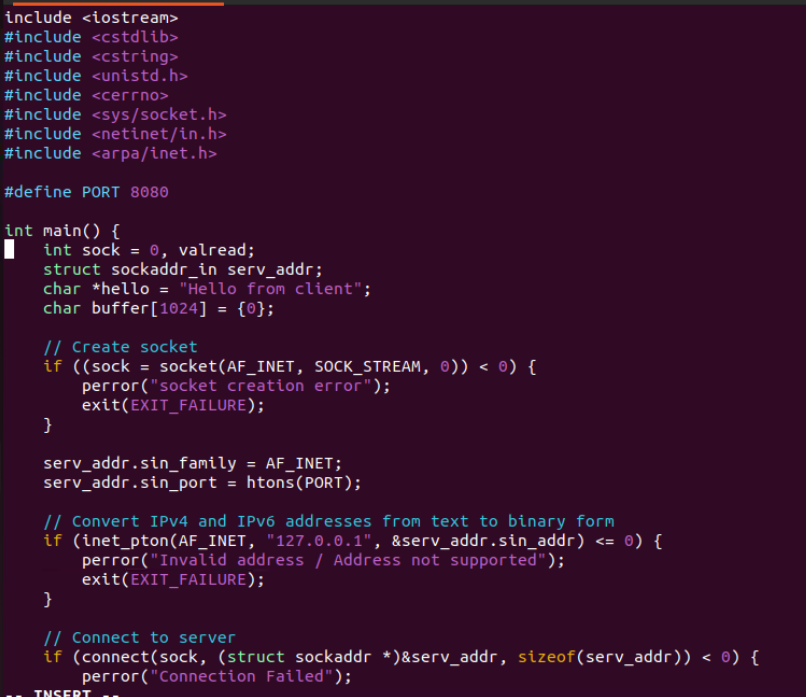 include <iostream>
#include <cstdlib>
#include <cstring>
#include <unistd.h>
#include <cerrno>
#include <sys/socket.h>
#include <netinet/in.h>
#include <arpa/inet.h>

#define PORT 8080

int main() {
    int sock = 0, valread;
    struct sockaddr_in serv_addr;
    char *hello = "Hello from client";
    char buffer[1024] = {0};

    // Create socket
    if ((sock = socket(AF_INET, SOCK_STREAM, 0)) < 0) {
        perror("socket creation error");
        exit(EXIT_FAILURE);
    }

    serv_addr.sin_family = AF_INET;
    serv_addr.sin_port = htons(PORT);

    // Convert IPv4 and IPv6 addresses from text to binary form
    if (inet_pton(AF_INET, "127.0.0.1", &serv_addr.sin_addr) <= 0) {
        perror("Invalid address / Address not supported");
        exit(EXIT_FAILURE);
    }

    // Connect to server
    if (connect(sock, (struct sockaddr *)&serv_addr, sizeof(serv_addr)) < 0) {
        perror("Connection Failed");
-- INSERT --